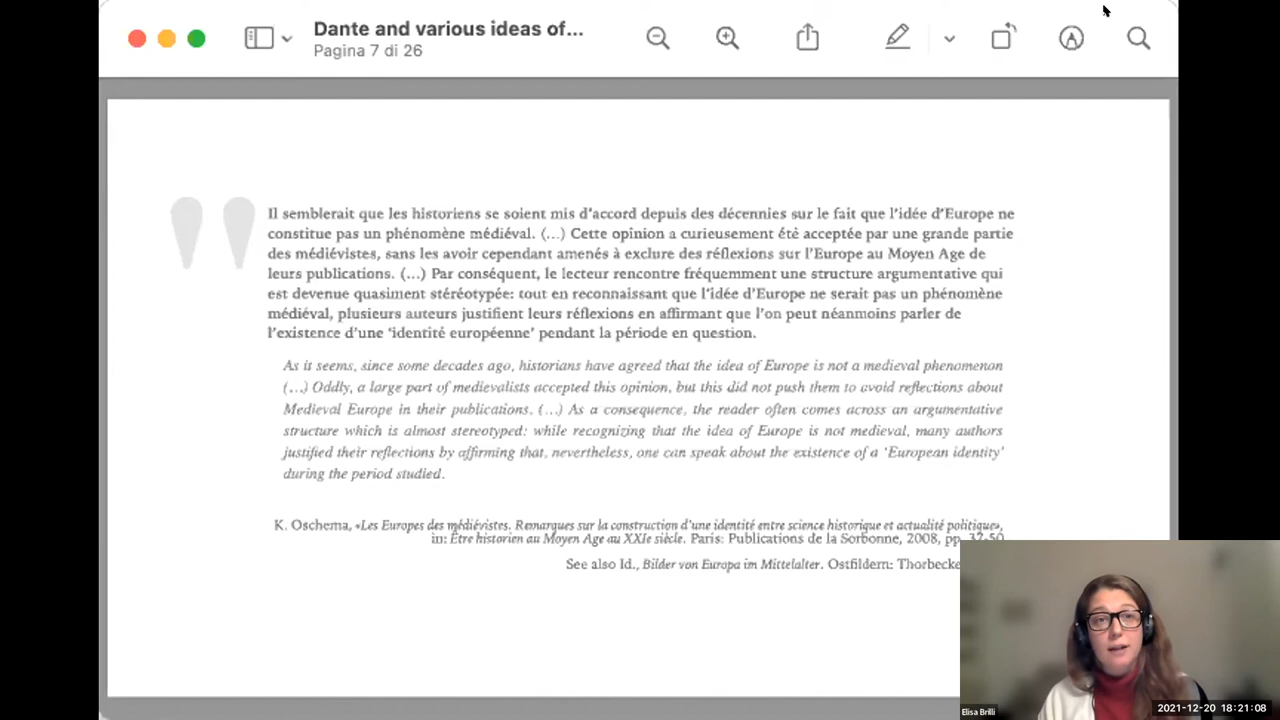 Dante and various ideas of...
Pagina 7 di 26
Il semblerait que les historiens se soient mis d'accord depuis des décennies sur le fait que l'idée d'Europe ne
constitue pas un phénomène médiéval. (…) Cette opinion a curieusement été acceptée par une grande partie
des médiévistes, sans les avoir cependant amenés à exclure des réflexions sur l'Europe au Moyen Age de
leurs publications. (…) Par conséquent, le lecteur rencontre fréquemment une structure argumentative qui
est devenue quasiment stéréotypée: tout en reconnaissant que l'idée d'Europe ne serait pas un phénomène
médiéval, plusieurs auteurs justifient leurs réflexions en affirmant que l'on peut néanmoins parler de
l'existence d'une 'identité européenne' pendant la période en question.
As it seems, since some decades ago, historians have agreed that the idea of Europe is not a medieval phenomenon
(…) Oddly, a large part of medievalists accepted this opinion, but this did not push them to avoid reflections about
Medieval Europe in their publications. (…) As a consequence, the reader often comes across an argumentative
structure which is almost stereotyped: while recognizing that the idea of Europe is not medieval, many authors
justified their reflections by affirming that, nevertheless, one can speak about the existence of a 'European identity'
during the period studied.
K. Oschema, «Les Europes des médiévistes. Remarques sur la construction d'une identité entre science historique et actualité politique»,
in: Être historien au Moyen Age au XXIe siècle. Paris: Publications de la Sorbonne, 2008, pp. 37-50
See also Id., Bilder von Europa im Mittelalter. Ostfildern: Thorbecke
Elisa Brilli
2021-12-20 18:21:08